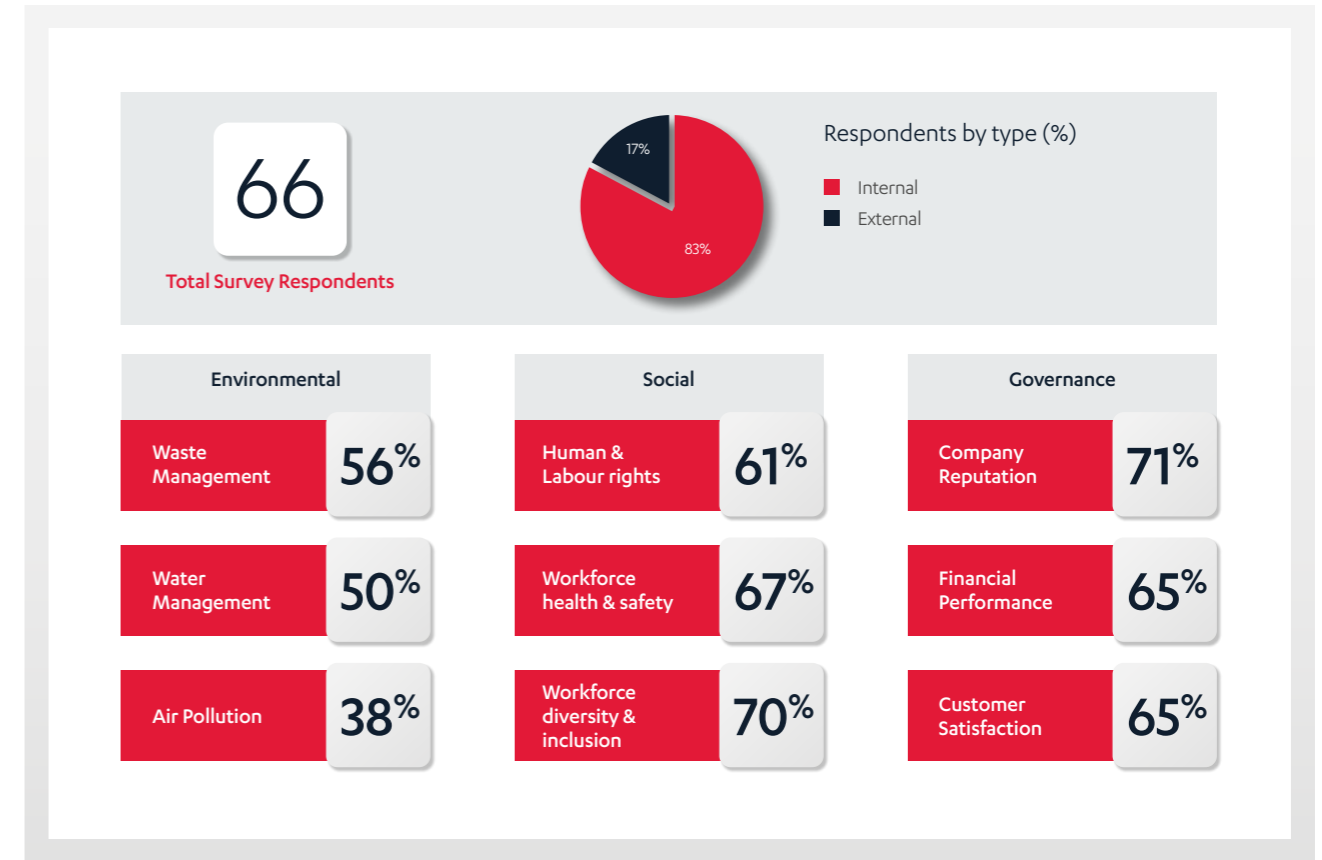 66
Total Survey Respondents
17%
83%
Respondents by type (%)
Internal
External
Environmental
Waste
Management
56%
Water
Management
50%
Air Pollution
38%
Social
Human &
Labour rights
61%
Workforce
health & safety
67%
Workforce
diversity &
inclusion
70%
Governance
Company
Reputation
71%
Financial
Performance
65%
Customer
Satisfaction
65%